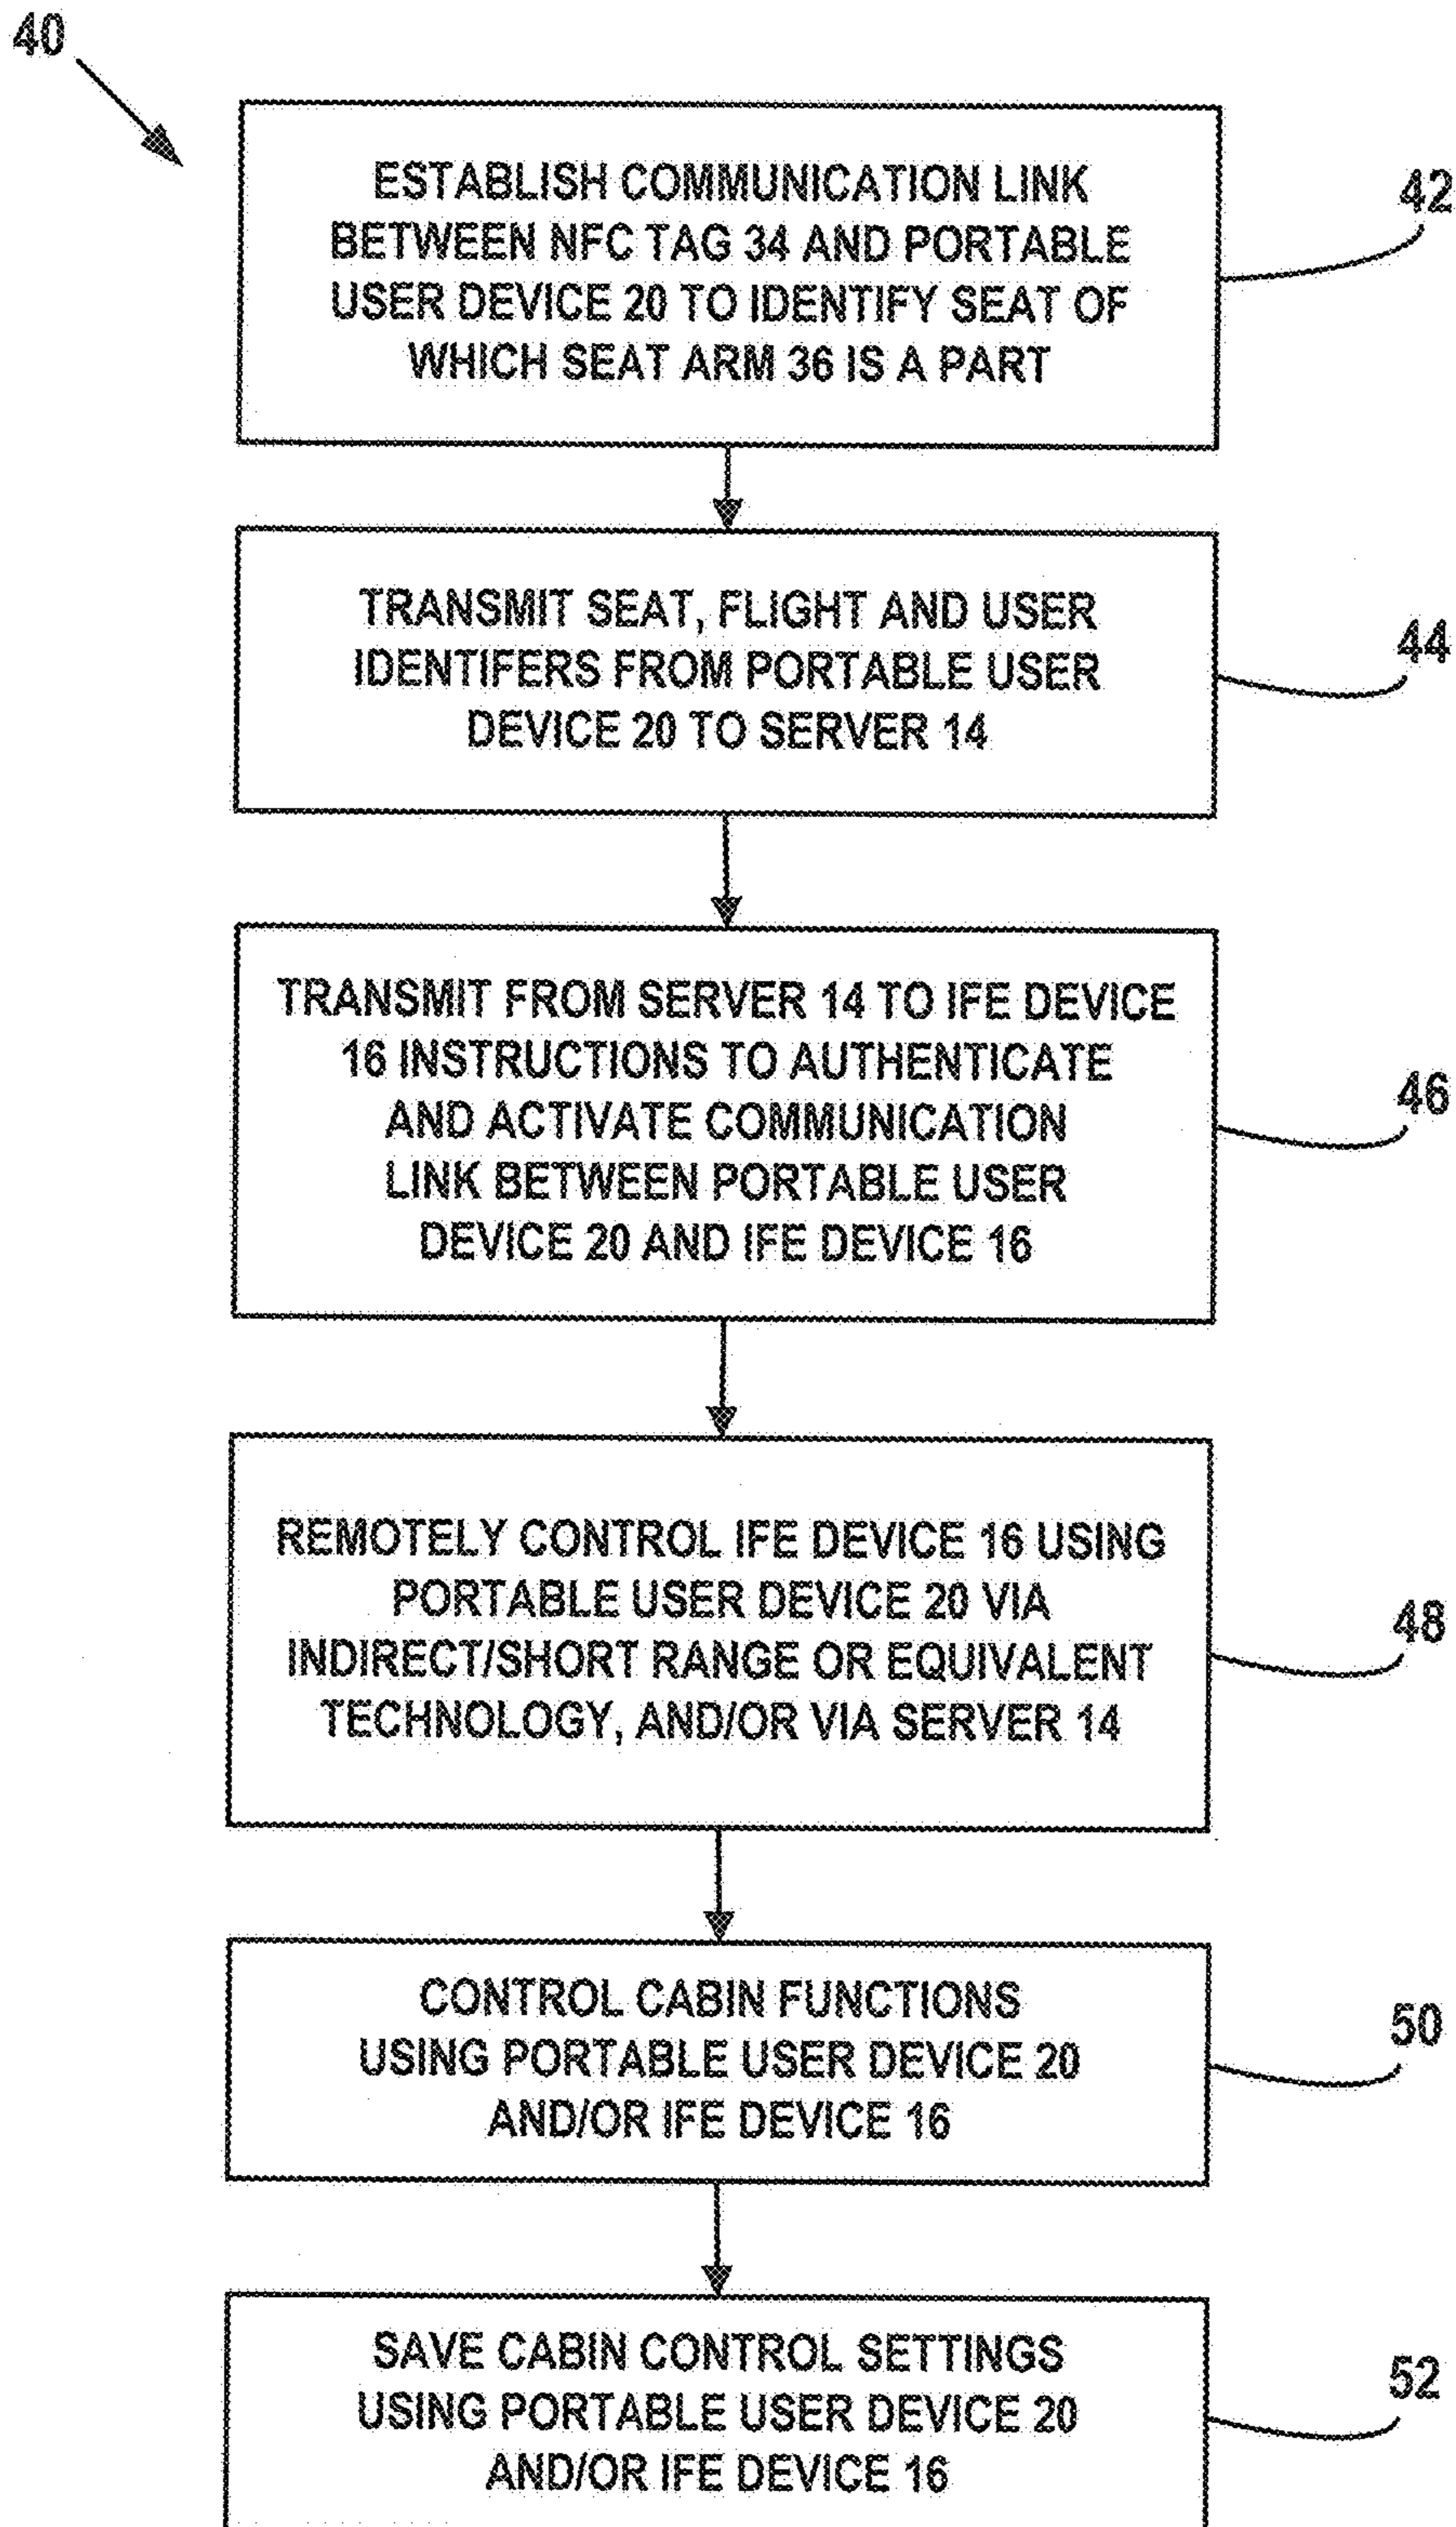 40
ESTABLISH COMMUNICATION LINK
BETWEEN NFC TAG 34 AND PORTABLE
USER DEVICE 20 TO IDENTIFY SEAT OF
WHICH SEAT ARM 36 IS A PART
42
TRANSMIT SEAT, FLIGHT AND USER
IDENTIFERS FROM PORTABLE USER
DEVICE 20 TO SERVER 14
44
TRANSMIT FROM SERVER 14 TO IFE DEVICE
16 INSTRUCTIONS TO AUTHENTICATE
AND ACTIVATE COMMUNICATION
LINK BETWEEN PORTABLE USER
DEVICE 20 AND IFE DEVICE 16
46
REMOTELY CONTROL IFE DEVICE 16 USING
PORTABLE USER DEVICE 20 VIA
INDIRECT/SHORT RANGE OR EQUIVALENT
TECHNOLOGY, AND/OR VIA SERVER 14
48
CONTROL CABIN FUNCTIONS
USING PORTABLE USER DEVICE 20
AND/OR IFE DEVICE 16
50
SAVE CABIN CONTROL SETTINGS
USING PORTABLE USER DEVICE 20
AND/OR IFE DEVICE 16
52